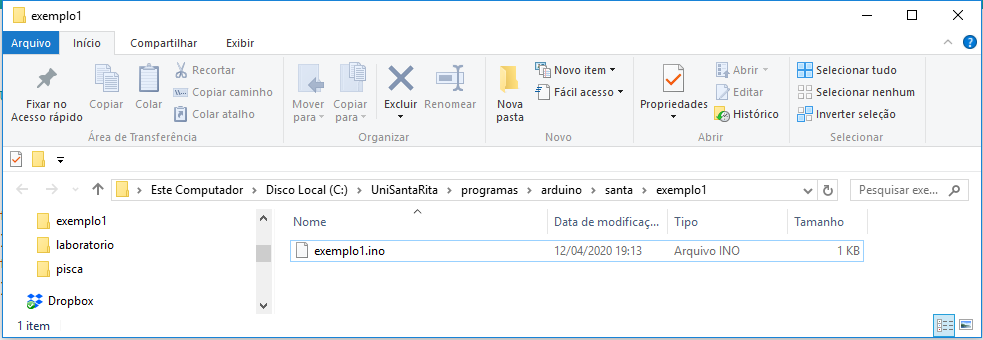 exemplo1
Arquivo Início Compartilhar Exibir
Fixar no Acesso rápido
Copiar
Colar
Recortar
Copiar caminho
Colar atalho
Mover para
Copiar para
Excluir
Renomear
Nova pasta
Novo item
Fácil acesso
Propriedades
Abrir
Editar
Histórico
Selecionar tudo
Selecionar nenhum
Inverter seleção
Área de Transferência Organizar Novo Abrir Selecionar
Este Computador > Disco Local (C:) > UniSantaRita > programas > arduino > santa > exemplo1
Pesquisar exe...
exemplo1
laboratorio
pisca
Dropbox
Nome Data de modificaç... Tipo Tamanho
exemplo1.ino 12/04/2020 19:13 Arquivo INO 1 KB
1 item